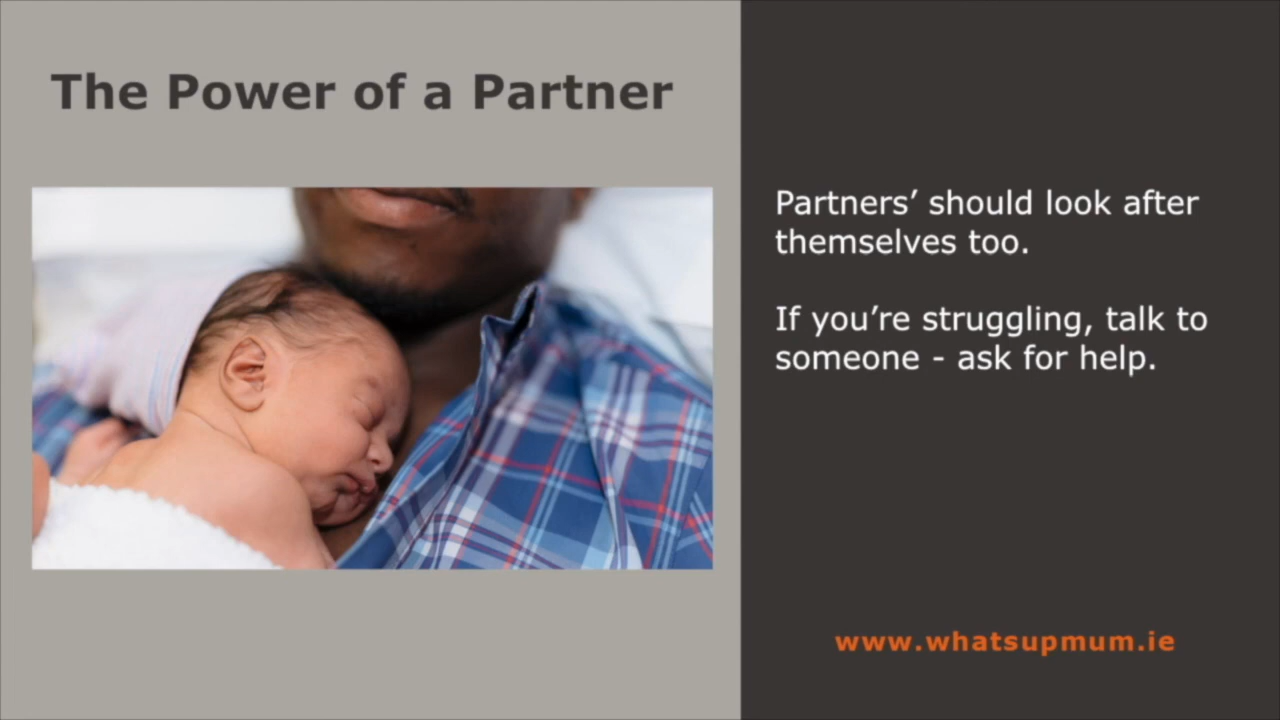 The Power of a Partner
Partners’ should look after
themselves too.
If you’re struggling, talk to
someone - ask for help.
www.whatsupmum.ie